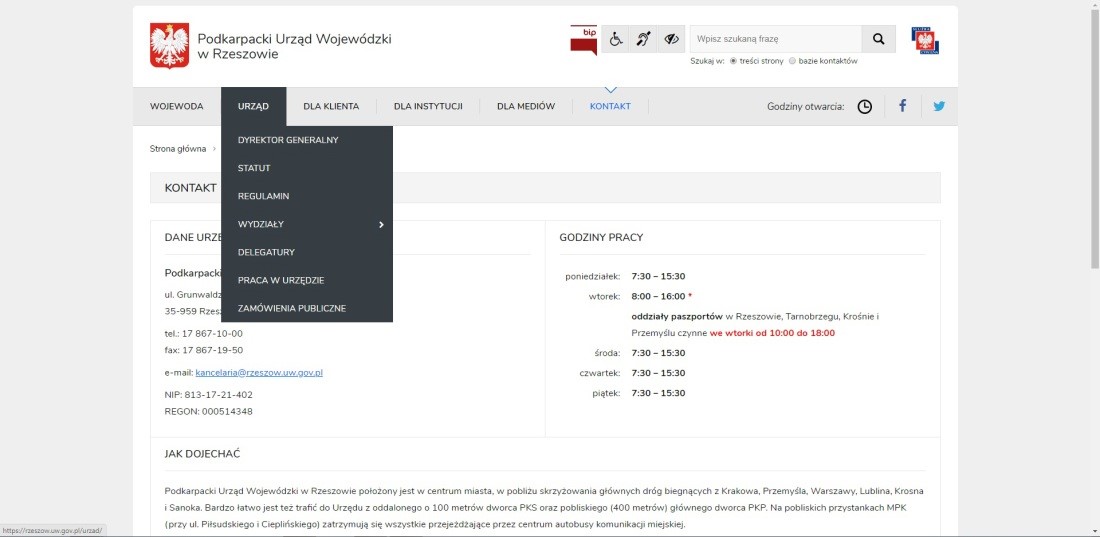 Podkarpacki Urząd Wojewódzki
w Rzeszowie
bip
Wpisz szukaną frazę
Szukaj w: treści strony bazie kontaktów
WOJEWODA URZĄD DLA KLIENTA DLA INSTYTUCJI DLA MEDIÓW KONTAKT Godziny otwarcia:
DYREKTOR GENERALNY
STATUT
REGULAMIN
WYDZIAŁY
DELEGATURY
PRACA W URZĘDZIE
ZAMÓWIENIA PUBLICZNE
Strona główna
KONTAKT
DANE
Podkarpacki
ul.
35-959
tel.: 17 867-10-00
fax: 17 867-19-50
e-mail: kancelaria@rzeszow.uw.gov.pl
NIP: 813-17-21-402
REGON: 000514348
GODZINY PRACY
poniedziałek: 7:30 – 15:30
wtorek: 8:00 – 16:00 *
oddziały paszportów w Rzeszowie, Tarnobrzegu, Krośnie i
Przemyślu czynne we wtorki od 10:00 do 18:00
środa: 7:30 – 15:30
czwartek: 7:30 – 15:30
piątek: 7:30 – 15:30
JAK DOJECHAĆ
Podkarpacki Urząd Wojewódzki w Rzeszowie położony jest w centrum miasta, w pobliżu skrzyżowania głównych dróg biegnących z Krakowa, Przemyśla, Warszawy, Lublina, Krosna
i Sanoka. Bardzo łatwo jest też trafić do Urzędu z oddalonego o 100 metrów dworca PKS oraz pobliskiego (400 metrów) głównego dworca PKP. Na pobliskich przystankach MPK
(przy ul. Piłsudskiego i Cieplińskiego) zatrzymują się wszystkie przejeżdżające przez centrum autobusy komunikacji miejskiej.
https://rzeszow.uw.gov.pl/urzad/